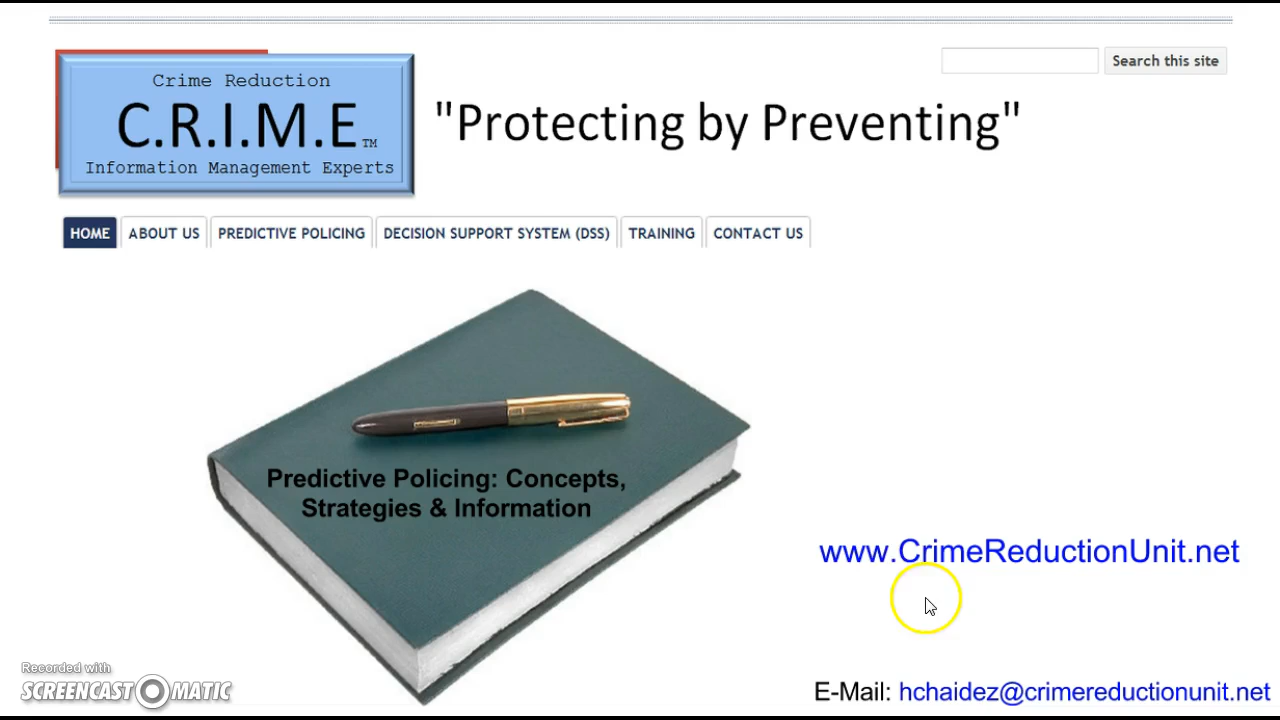 Crime Reduction
C.R.I.M.E TM
Information Management Experts
"Protecting by Preventing"
Search this site
HOME
ABOUT US
PREDICTIVE POLICING
DECISION SUPPORT SYSTEM (DSS)
TRAINING
CONTACT US
Predictive Policing: Concepts,
Strategies & Information
www.CrimeReductionUnit.net
E-Mail: hchaidez@crimereductionunit.net
Recorded with
SCREENCAST O MATIC